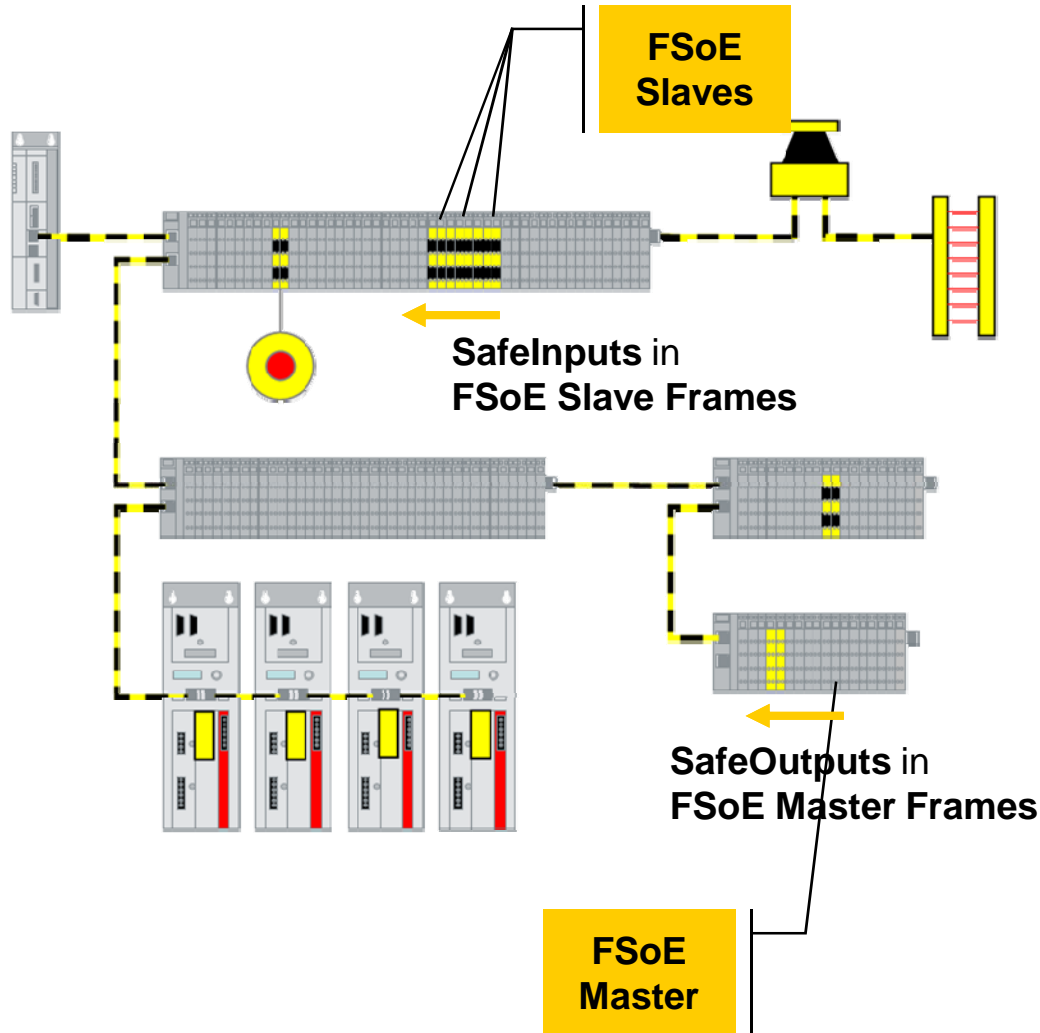 FSoE
Slaves
SafeInputs in
FSoE Slave Frames
SafeOutputs in
FSoE Master Frames
FSoE
Master